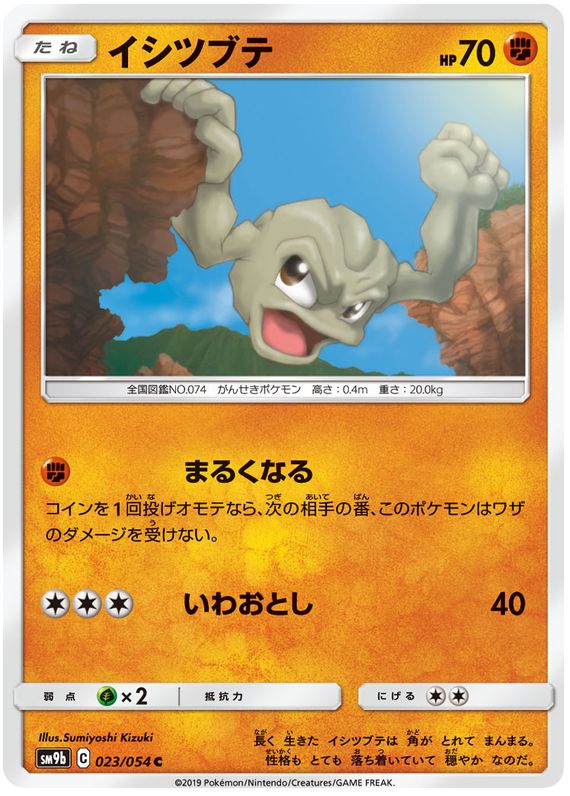 たね イシツブテ HP70
全国図鑑NO.074 がんせきポケモン 高さ:0.4m 重さ:20.0kg
まるくなる
コインを1回投げオモテなら、次の相手の番、このポケモンはワザ
のダメージを受けない。
いわおとし 40
弱点 ×2 抵抗力 にげる
Illus.Sumiyoshi Kizuki
SM9b C 023/054 C
長く 生きた イシツブテは 角が とれて まんまる。
性格も とても 落ち着いていて 穏やか なのだ。
©2019 Pokémon/Nintendo/Creatures/GAME FREAK.